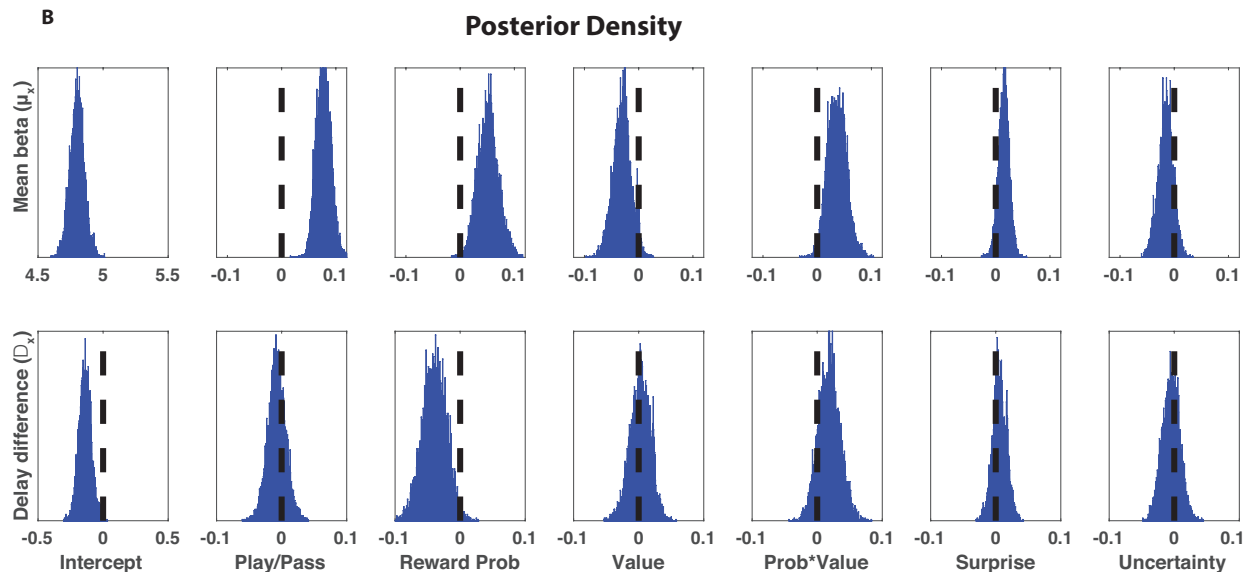 B
Posterior Density
Mean beta (μ_x)
4.5 5 5.5
-0.1 0 0.1
-0.1 0 0.1
-0.1 0 0.1
-0.1 0 0.1
-0.1 0 0.1
-0.1 0 0.1
Delay difference (D_x)
-0.5 0 0.5
-0.1 0 0.1
-0.1 0 0.1
-0.1 0 0.1
-0.1 0 0.1
-0.1 0 0.1
-0.1 0 0.1
Intercept
Play/Pass
Reward Prob
Value
Prob*Value
Surprise
Uncertainty